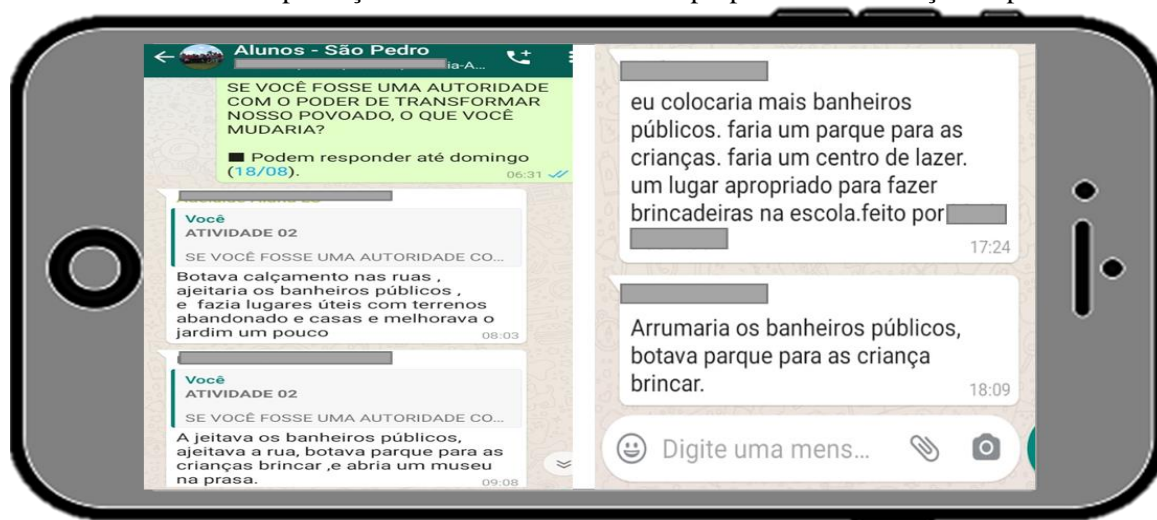 Alunos - São Pedro
ia-A...
SE VOCÊ FOSSE UMA AUTORIDADE
COM O PODER DE TRANSFORMAR
NOSSO POVOADO, O QUE VOCÊ
MUDARIA?
Podem responder até domingo
(18/08).
06:31
Você
ATIVIDADE 02
SE VOCÊ FOSSE UMA AUTORIDADE CO...
Botava calçamento nas ruas ,
ajeitaria os banheiros públicos ,
e fazia lugares úteis com terrenos
abandonado e casas e melhorava o
jardim um pouco
08:03
Você
ATIVIDADE 02
SE VOCÊ FOSSE UMA AUTORIDADE CO...
A jeitava os banheiros públicos,
ajeitava a rua, botava parque para as
crianças brincar ,e abria um museu
na prasa.
09:08
eu colocaria mais banheiros
públicos. faria um parque para as
crianças. faria um centro de lazer.
um lugar apropriado para fazer
brincadeiras na escola.feito por
17:24
Arrumaria os banheiros públicos,
botava parque para as criança
brincar.
18:09
Digite uma mens...